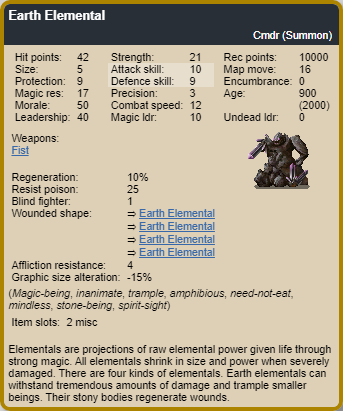 Earth Elemental
Cmdr (Summon)
Hit points: 42 Strength: 21 Rec points: 10000
Size: 5 Attack skill: 10 Map move: 16
Protection: 9 Defence skill: 9 Encumbrance: 0
Magic res: 17 Precision: 3 Age: 900
Morale: 50 Combat speed: 12 (2000)
Leadership: 40 Magic ldr: 10 Undead ldr: 0
Weapons:
Fist
Regeneration: 10%
Resist poison: 25
Blind fighter: 1
Wounded shape: ⇒ Earth Elemental
⇒ Earth Elemental
⇒ Earth Elemental
⇒ Earth Elemental
Affliction resistance: 4
Graphic size alteration: -15%
(Magic-being, inanimate, trample, amphibious, need-not-eat,
mindless, stone-being, spirit-sight)
Item slots: 2 misc
Elementals are projections of raw elemental power given life through
strong magic. All elementals shrink in size and power when severely
damaged. There are four kinds of elementals. Earth elementals can
withstand tremendous amounts of damage and trample smaller
beings. Their stony bodies regenerate wounds.